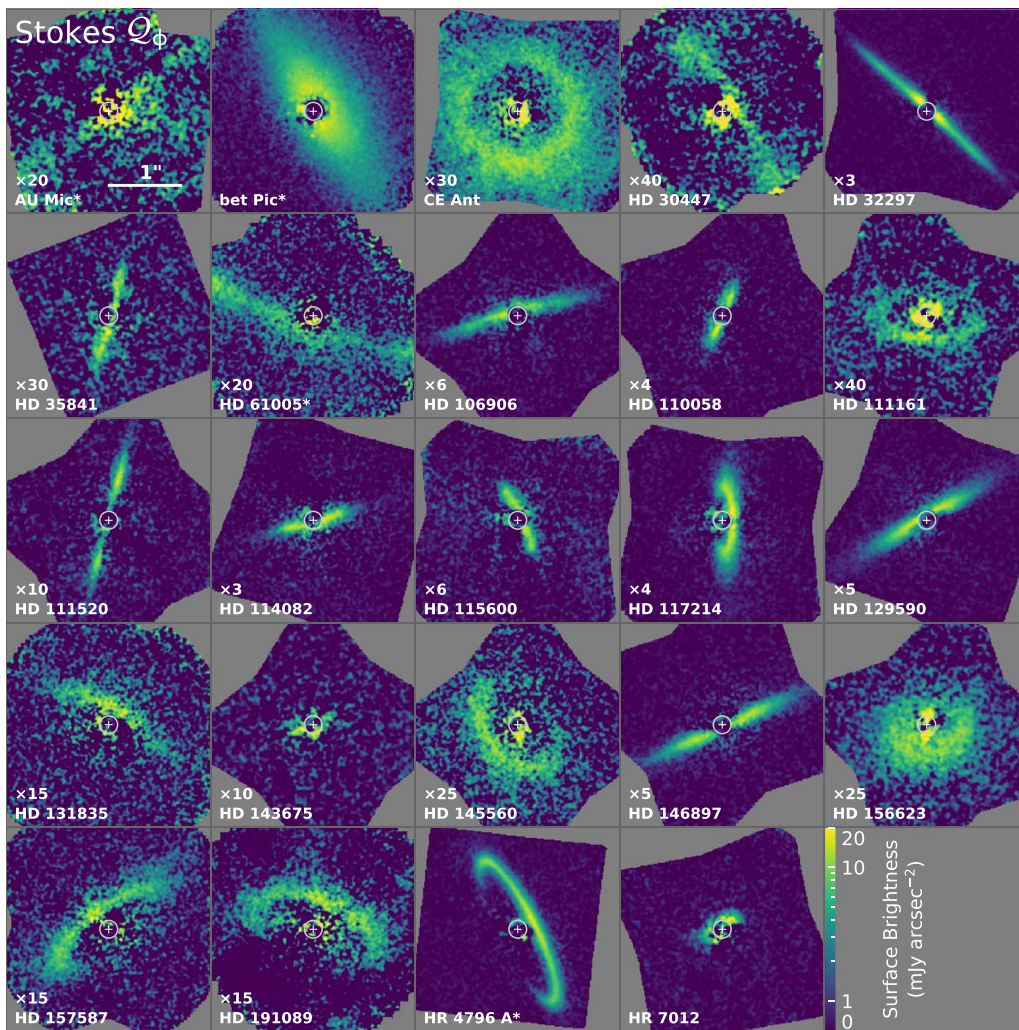 Stokes 𝒬ϕ
×20
1"
AU Mic*
bet Pic*
×30
CE Ant
×40
HD 30447
×3
HD 32297
×30
HD 35841
×20
HD 61005*
×6
HD 106906
×4
HD 110058
×40
HD 111161
×10
HD 111520
×3
HD 114082
×6
HD 115600
×4
HD 117214
×5
HD 129590
×15
HD 131835
×10
HD 143675
×25
HD 145560
×5
HD 146897
×25
HD 156623
×15
HD 157587
×15
HD 191089
HR 4796 A*
HR 7012
20
10
1
0
Surface Brightness
(mJy arcsec⁻²)